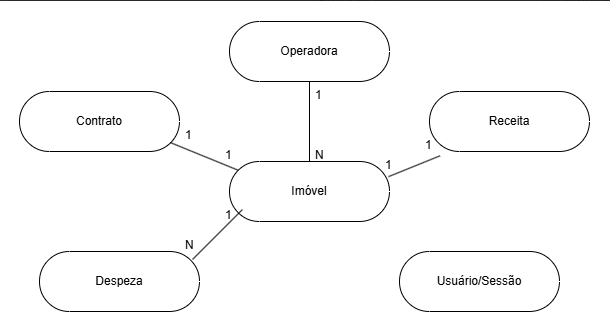 Operadora
1
Contrato
Receita
1
1
1
N
1
Imóvel
1
N
Despeza
Usuário/Sessão